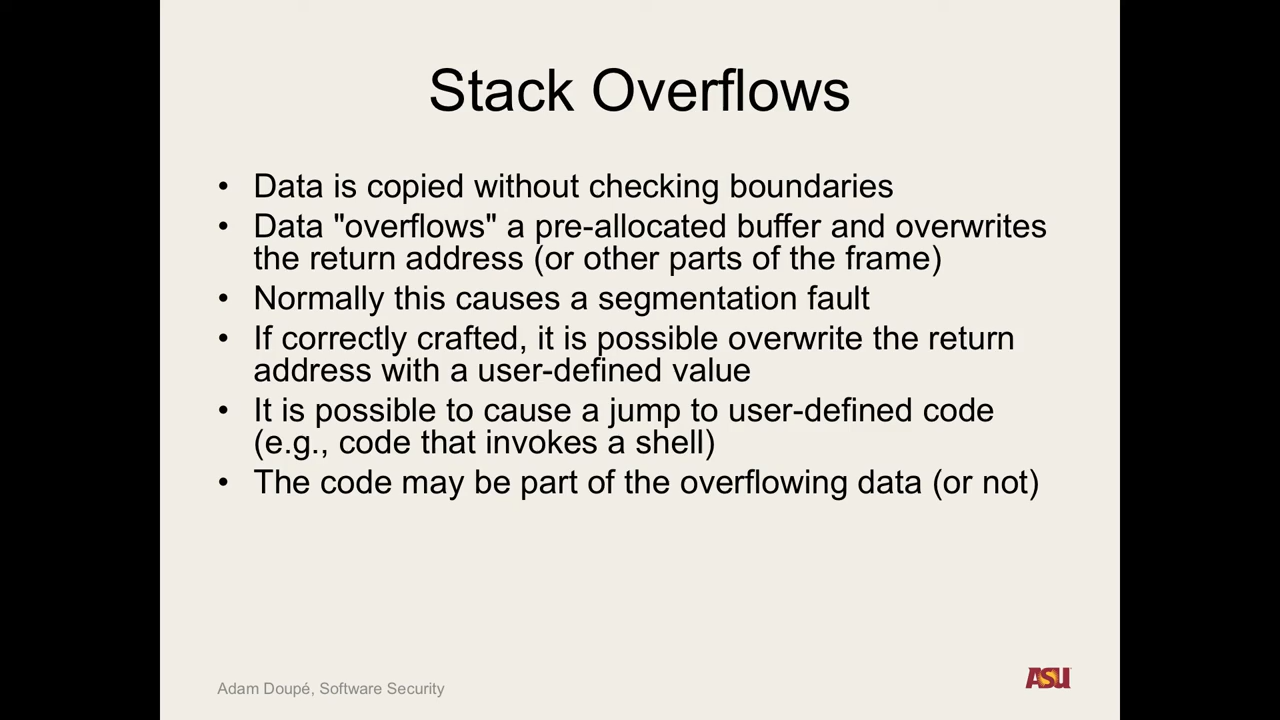 Stack Overflows
• Data is copied without checking boundaries
• Data "overflows" a pre-allocated buffer and overwrites
the return address (or other parts of the frame)
• Normally this causes a segmentation fault
• If correctly crafted, it is possible overwrite the return
address with a user-defined value
• It is possible to cause a jump to user-defined code
(e.g., code that invokes a shell)
• The code may be part of the overflowing data (or not)
Adam Doupé, Software Security
ASU